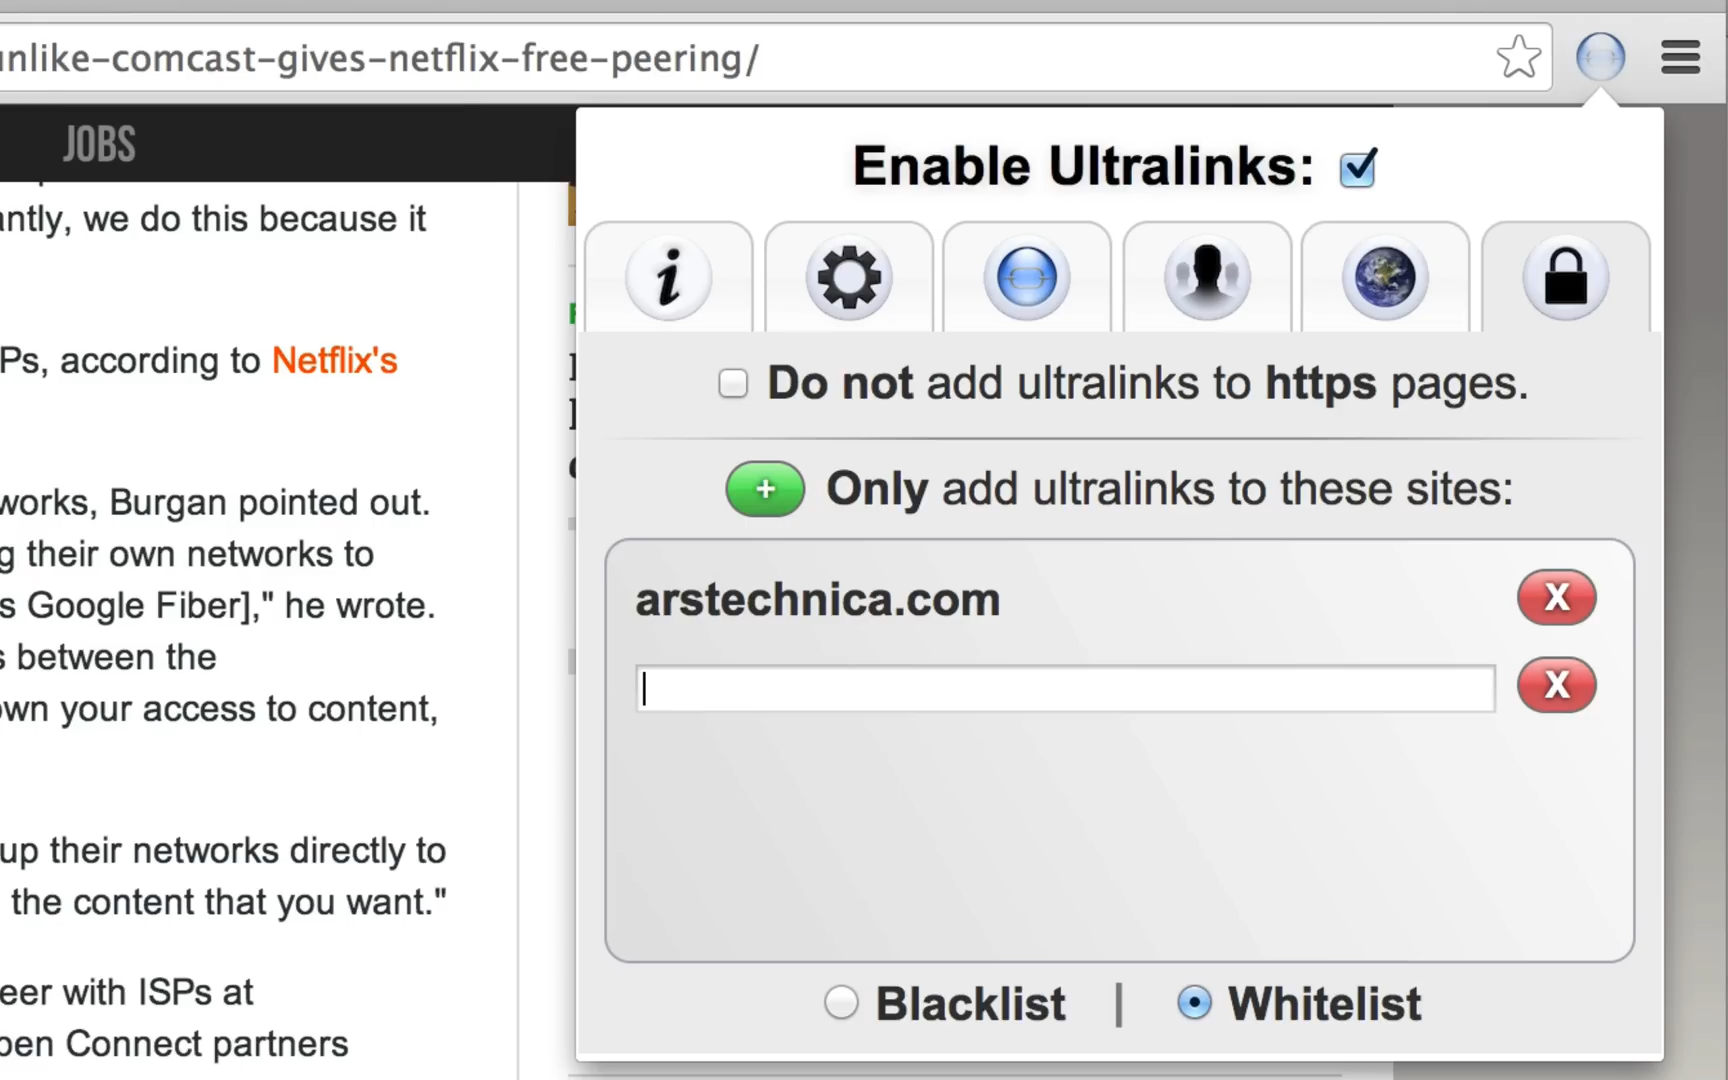 unlike-comcast-gives-netflix-free-peering/
JOBS
antly, we do this because it
Ps, according to Netflix's
works, Burgan pointed out.
g their own networks to
s Google Fiber]," he wrote.
s between the
own your access to content,
up their networks directly to
the content that you want."
eer with ISPs at
pen Connect partners
Enable Ultralinks:
i
Do not add ultralinks to https pages.
+ Only add ultralinks to these sites:
arstechnica.com X
X
Blacklist | Whitelist